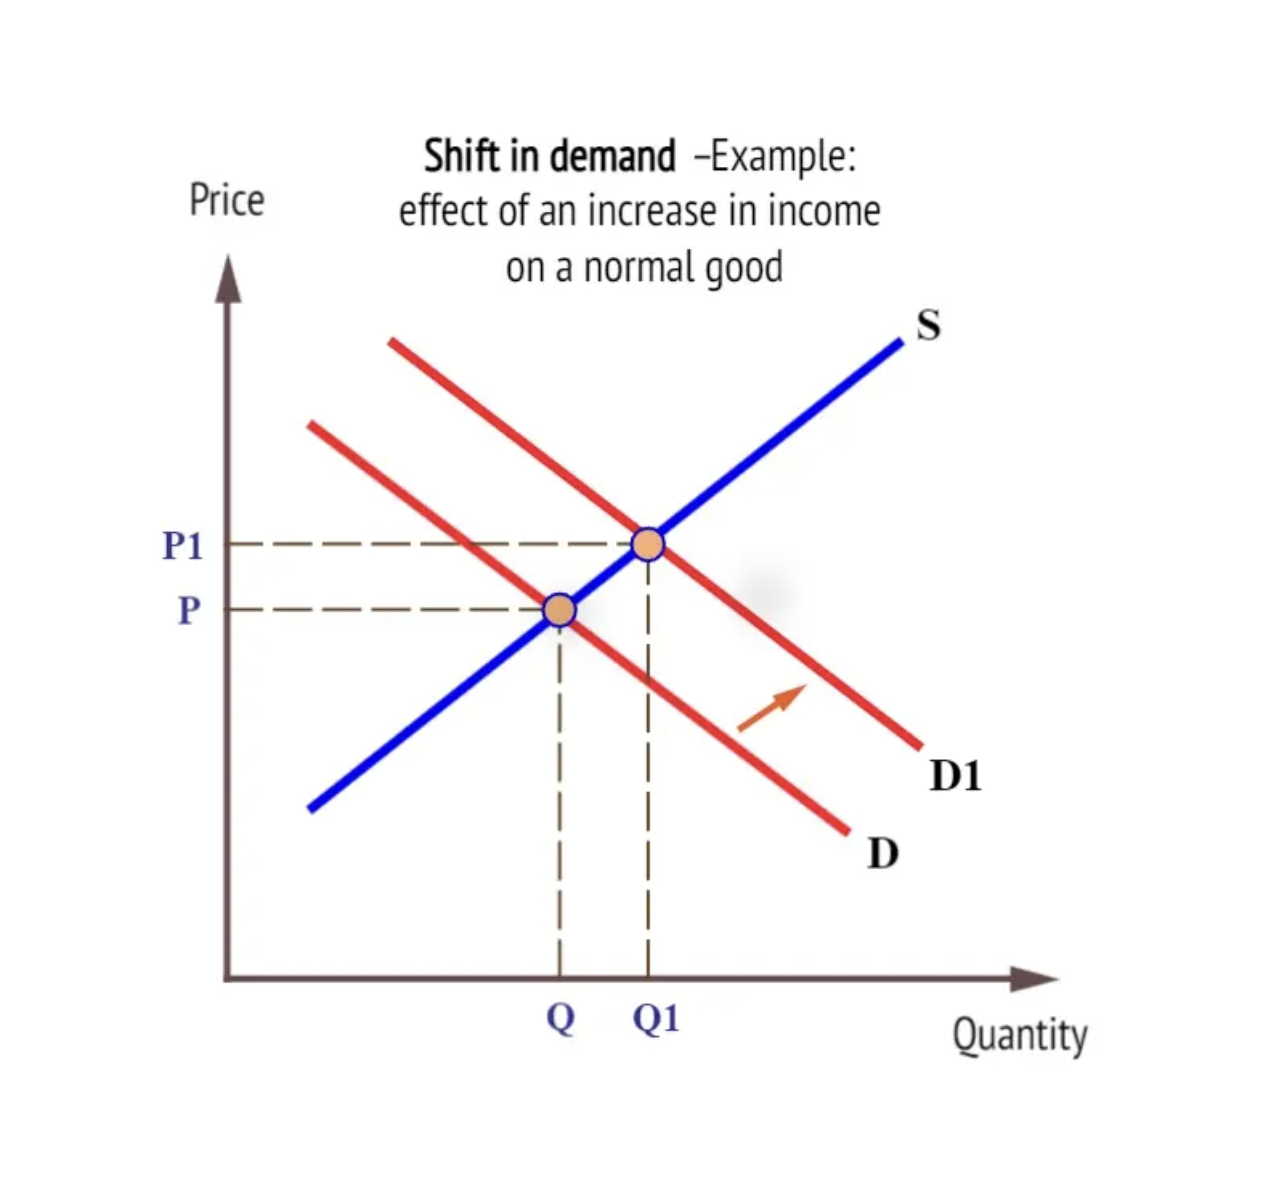 Shift in demand –Example:
effect of an increase in income
on a normal good
Price
S
P1
P
D1
D
Q
Q1
Quantity